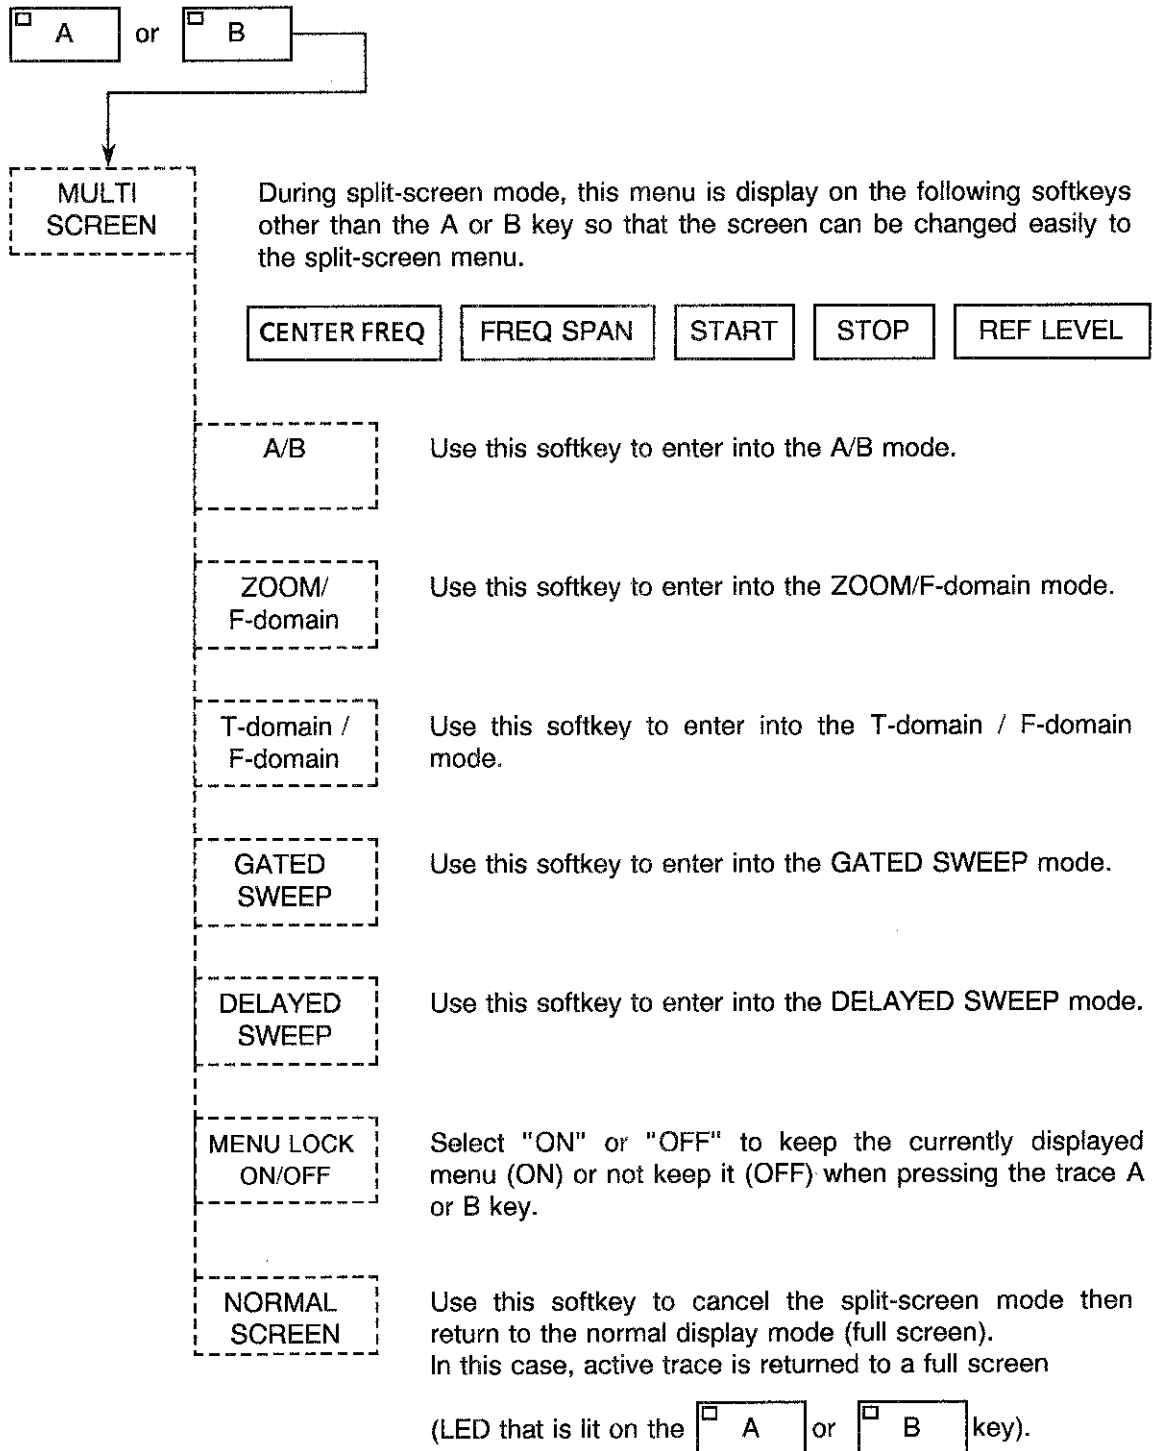 A or B
MULTI
SCREEN
During split-screen mode, this menu is display on the following softkeys
other than the A or B key so that the screen can be changed easily to
the split-screen menu.
CENTER FREQ FREQ SPAN START STOP REF LEVEL
A/B
Use this softkey to enter into the A/B mode.
ZOOM/
F-domain
Use this softkey to enter into the ZOOM/F-domain mode.
T-domain /
F-domain
Use this softkey to enter into the T-domain / F-domain
mode.
GATED
SWEEP
Use this softkey to enter into the GATED SWEEP mode.
DELAYED
SWEEP
Use this softkey to enter into the DELAYED SWEEP mode.
MENU LOCK
ON/OFF
Select "ON" or "OFF" to keep the currently displayed
menu (ON) or not keep it (OFF) when pressing the trace A
or B key.
NORMAL
SCREEN
Use this softkey to cancel the split-screen mode then
return to the normal display mode (full screen).
In this case, active trace is returned to a full screen
(LED that is lit on the A or B key).